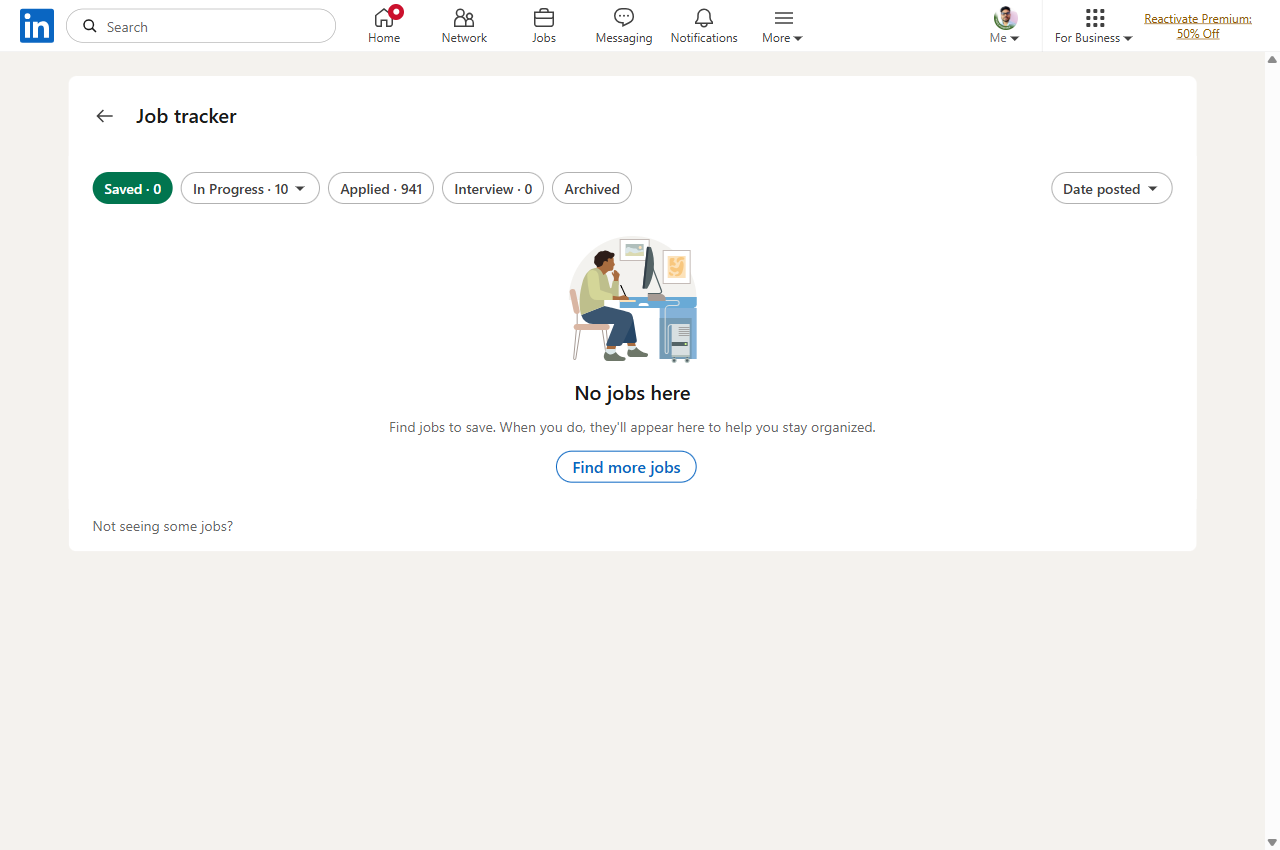 in
Search
Home
Network
Jobs
Messaging
Notifications
More
Me
For Business
Reactivate Premium:
50% Off
Job tracker
Saved · 0
In Progress · 10
Applied · 941
Interview · 0
Archived
Date posted
No jobs here
Find jobs to save. When you do, they'll appear here to help you stay organized.
Find more jobs
Not seeing some jobs?